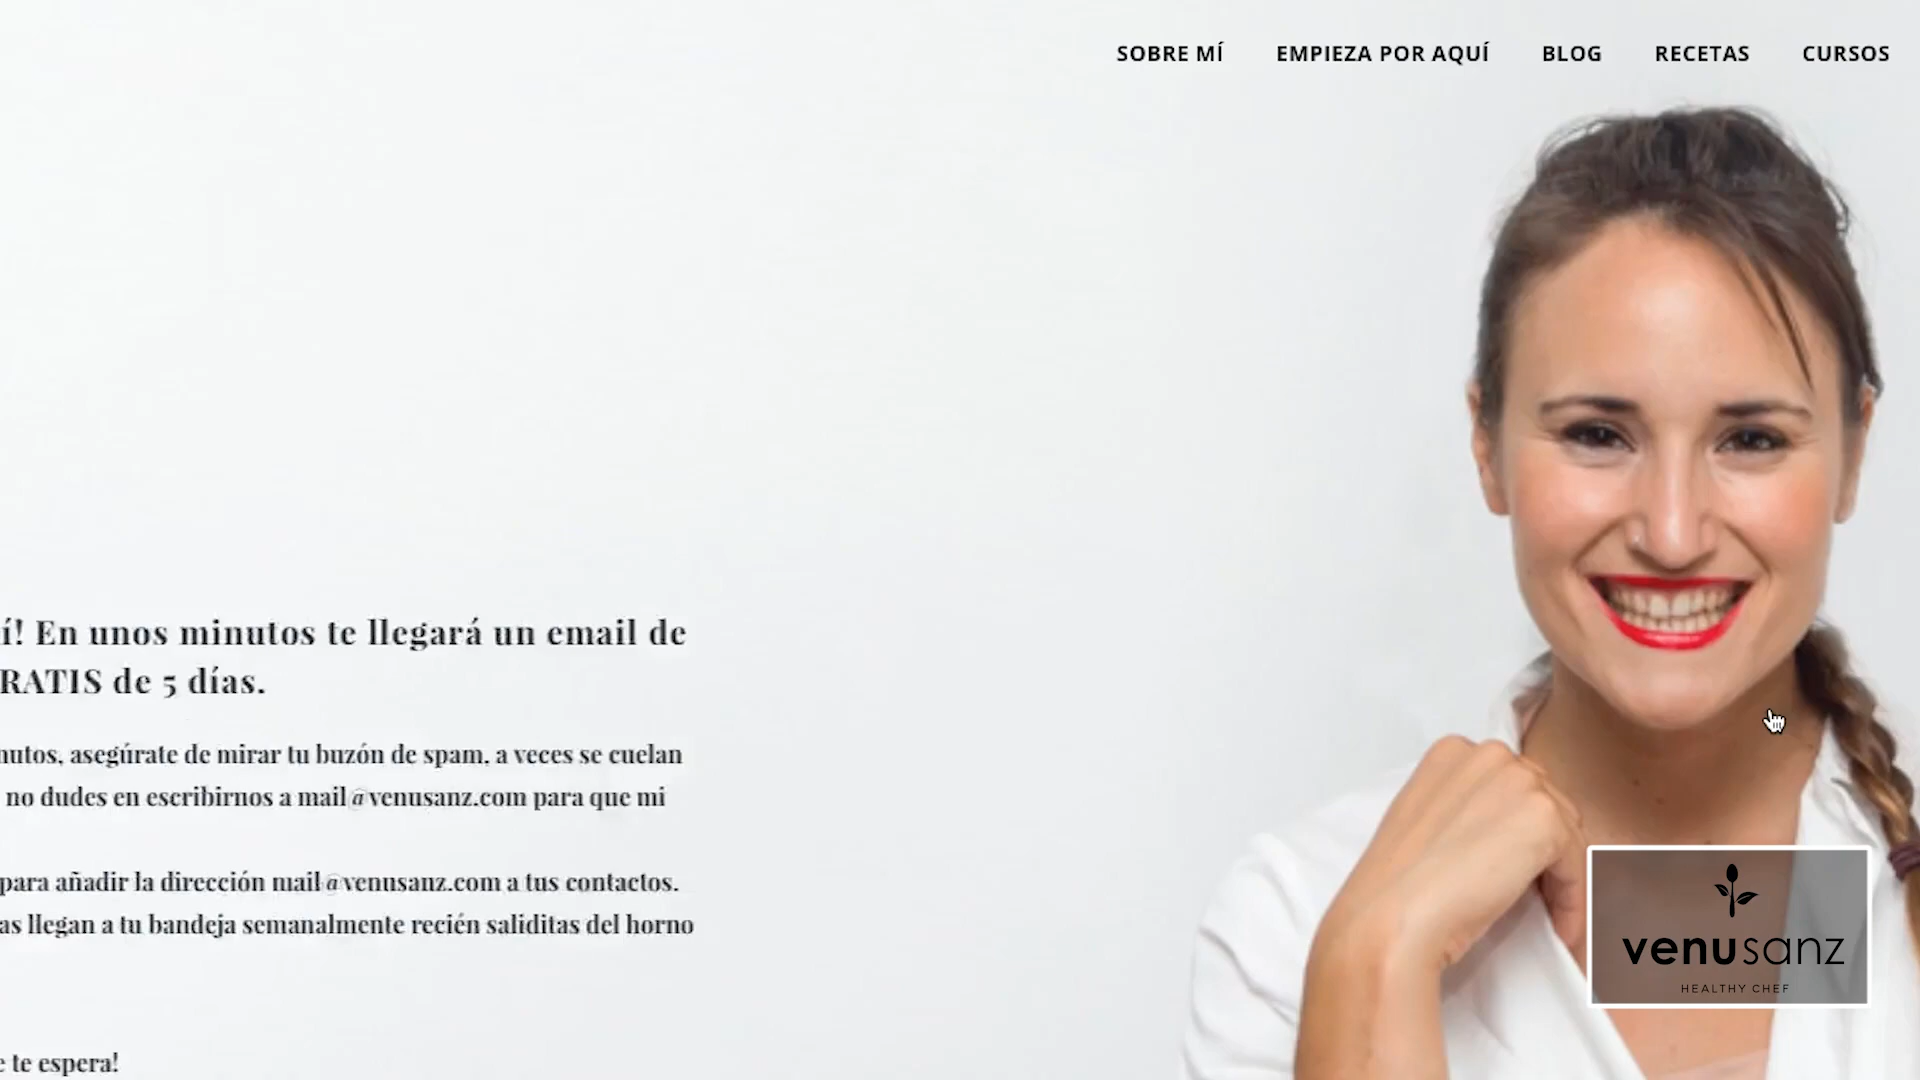 SOBRE MÍ EMPIEZA POR AQUÍ BLOG RECETAS CURSOS
í! En unos minutos te llegará un email de
RATIS de 5 días.
nutos, asegúrate de mirar tu buzón de spam, a veces se cuelan
no dudes en escribirnos a mail@venusanz.com para que mi
para añadir la dirección mail@venusanz.com a tus contactos.
as llegan a tu bandeja semanalmente recién saliditas del horno
e te espera!
venusanz
HEALTHY CHEF